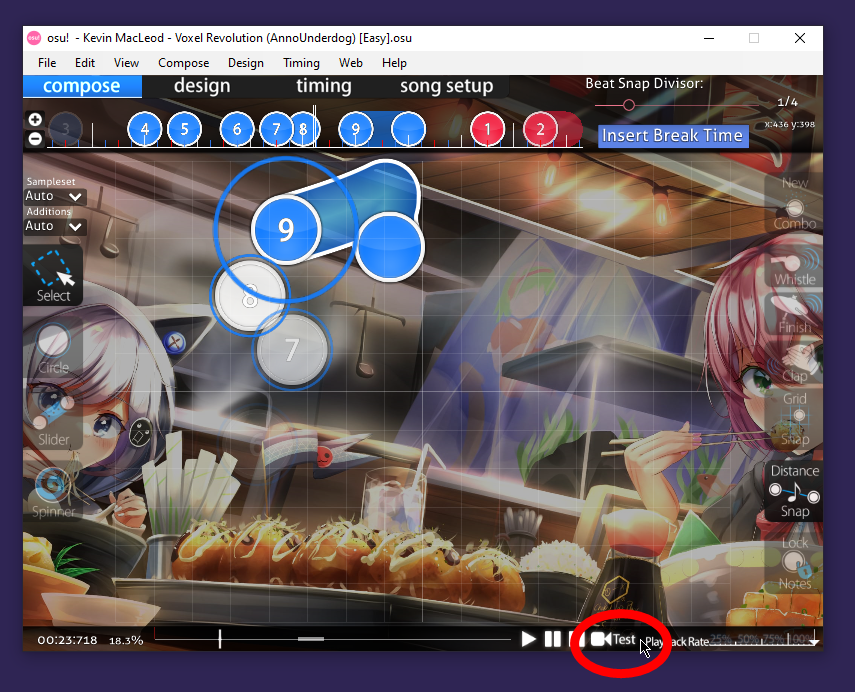 osu!
osu! - Kevin MacLeod - Voxel Revolution (AnnoUnderdog) [Easy].osu
File Edit View Compose Design Timing Web Help
compose design timing song setup
Beat Snap Divisor:
1/4
3 4 5 6 7 8 9 1 2
Insert Break Time
x:436 y:398
Sampleset
Auto
Additions
Auto
Select
Circle
Slider
Spinner
9
8
7
New
Combo
Whistle
Finish
Clap
Grid
Snap
Distance
Snap
Lock
Notes
00:23:718 18.3%
Test
Playback Rate 25% 50% 75% 100%